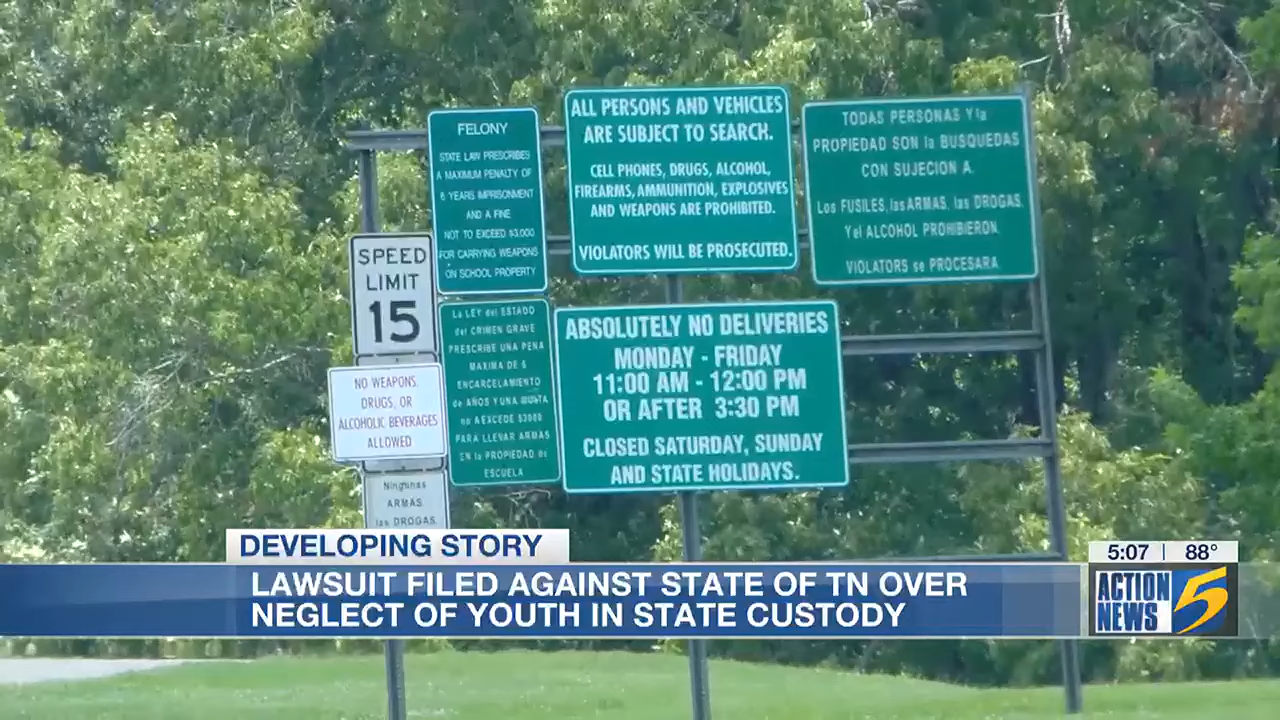 FELONY
STATE LAW PRESCRIBES
A MAXIMUM PENALTY OF
6 YEARS IMPRISONMENT
AND A FINE
NOT TO EXCEED $3,000
FOR CARRYING WEAPONS
ON SCHOOL PROPERTY
ALL PERSONS AND VEHICLES
ARE SUBJECT TO SEARCH.
CELL PHONES, DRUGS, ALCOHOL,
FIREARMS, AMMUNITION, EXPLOSIVES
AND WEAPONS ARE PROHIBITED.
VIOLATORS WILL BE PROSECUTED.
TODAS PERSONAS Y la
PROPIEDAD SON la BUSQUEDAS
CON SUJECION A.
Los FUSILES, las ARMAS, las DROGAS,
Y el ALCOHOL PROHIBIERON.
VIOLATORS se PROCESARA.
SPEED
LIMIT
15
NO WEAPONS,
DRUGS, OR
ALCOHOLIC BEVERAGES
ALLOWED
Ningunas
ARMAS,
las DROGAS,
La LEY del ESTADO
del CRIMEN GRAVE
PRESCRIBE UNA PENA
MAXIMA DE 6
ENCARCELAMIENTO
de AÑOS Y UNA MULTA
no A EXCEDE $3000
PARA LLEVAR ARMAS
EN la PROPIEDAD de
ESCUELA
ABSOLUTELY NO DELIVERIES
MONDAY - FRIDAY
11:00 AM - 12:00 PM
OR AFTER 3:30 PM
CLOSED SATURDAY, SUNDAY
AND STATE HOLIDAYS.
DEVELOPING STORY
LAWSUIT FILED AGAINST STATE OF TN OVER
NEGLECT OF YOUTH IN STATE CUSTODY
5:07 | 88°
ACTION
NEWS 5